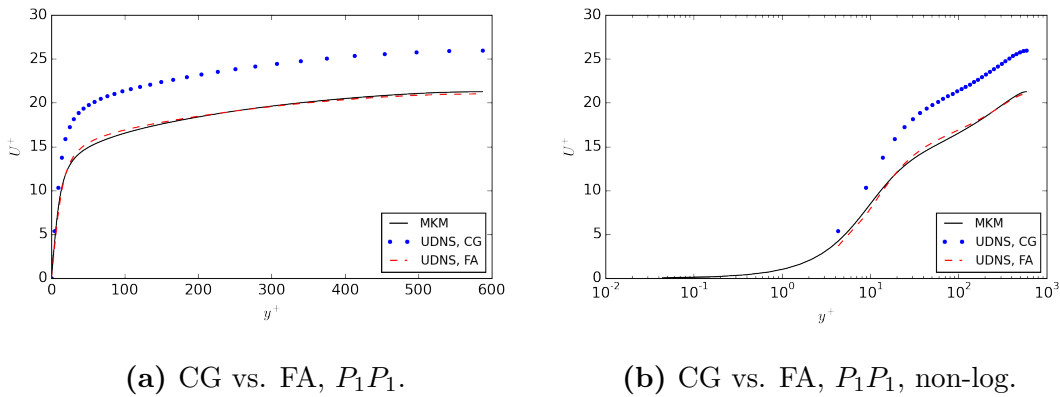 30
25
20
15
10
5
0
U⁺
0 100 200 300 400 500 600
y⁺
MKM
UDNS, CG
UDNS, FA
(a) CG vs. FA, P₁P₁.
30
25
20
15
10
5
0
U⁺
10⁻² 10⁻¹ 10⁰ 10¹ 10² 10³
y⁺
MKM
UDNS, CG
UDNS, FA
(b) CG vs. FA, P₁P₁, non-log.